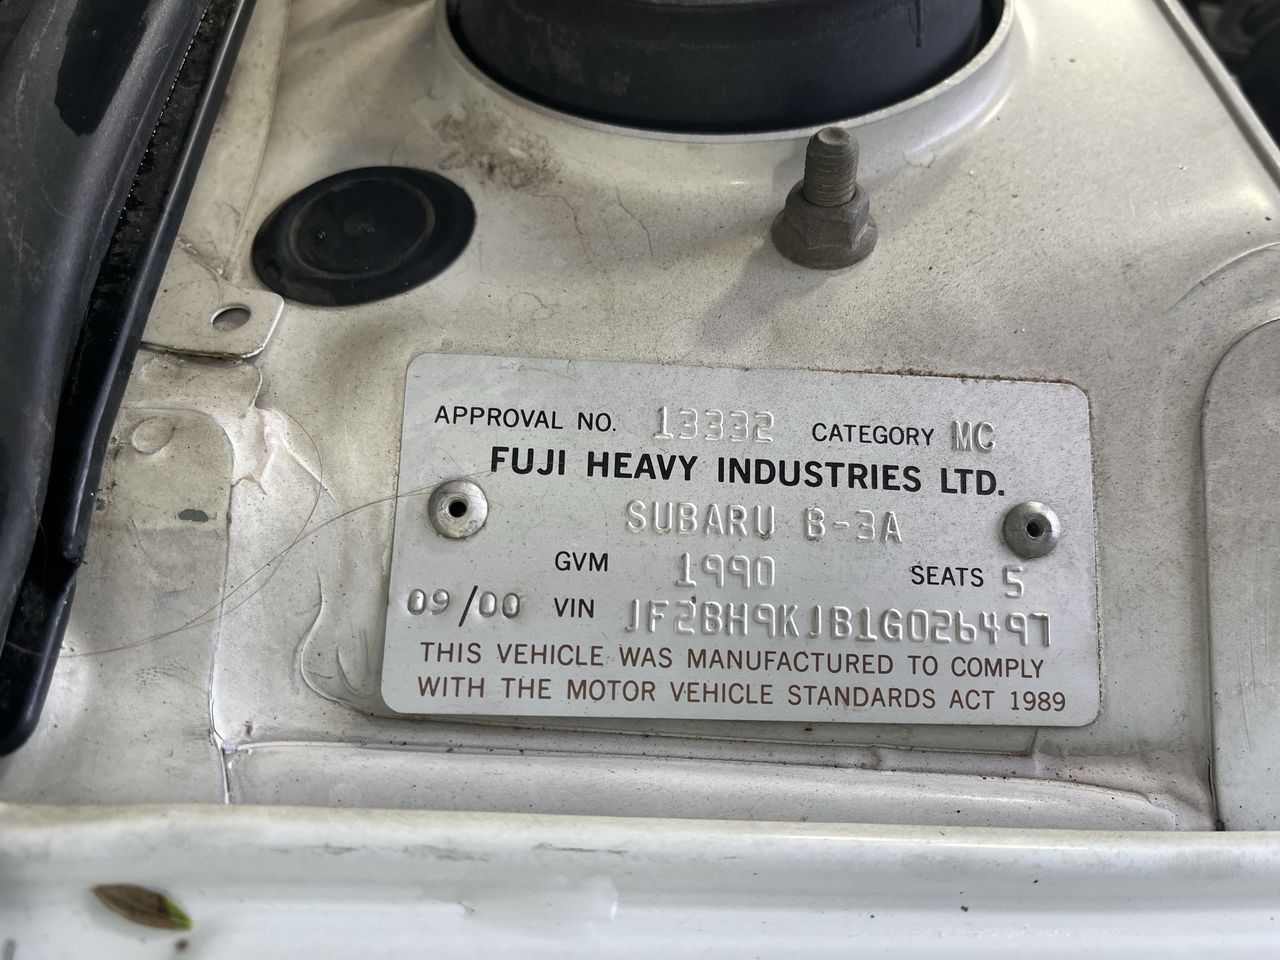 APPROVAL NO. 13332 CATEGORY MC
FUJI HEAVY INDUSTRIES LTD.
SUBARU B-3A
GVM 1990 SEATS 5
09/00 VIN JF2BH9KJB1G026497
THIS VEHICLE WAS MANUFACTURED TO COMPLY
WITH THE MOTOR VEHICLE STANDARDS ACT 1989